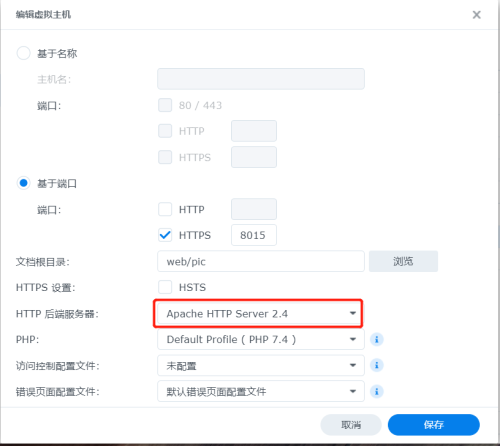 编辑虚拟主机
基于名称
主机名:
端口:
80 / 443
HTTP
HTTPS
基于端口
端口:
HTTP
HTTPS 8015
文档根目录: web/pic 浏览
HTTPS 设置: HSTS
HTTP 后端服务器: Apache HTTP Server 2.4
PHP: Default Profile ( PHP 7.4 )
访问控制配置文件: 未配置
错误页面配置文件: 默认错误页面配置文件
取消 保存